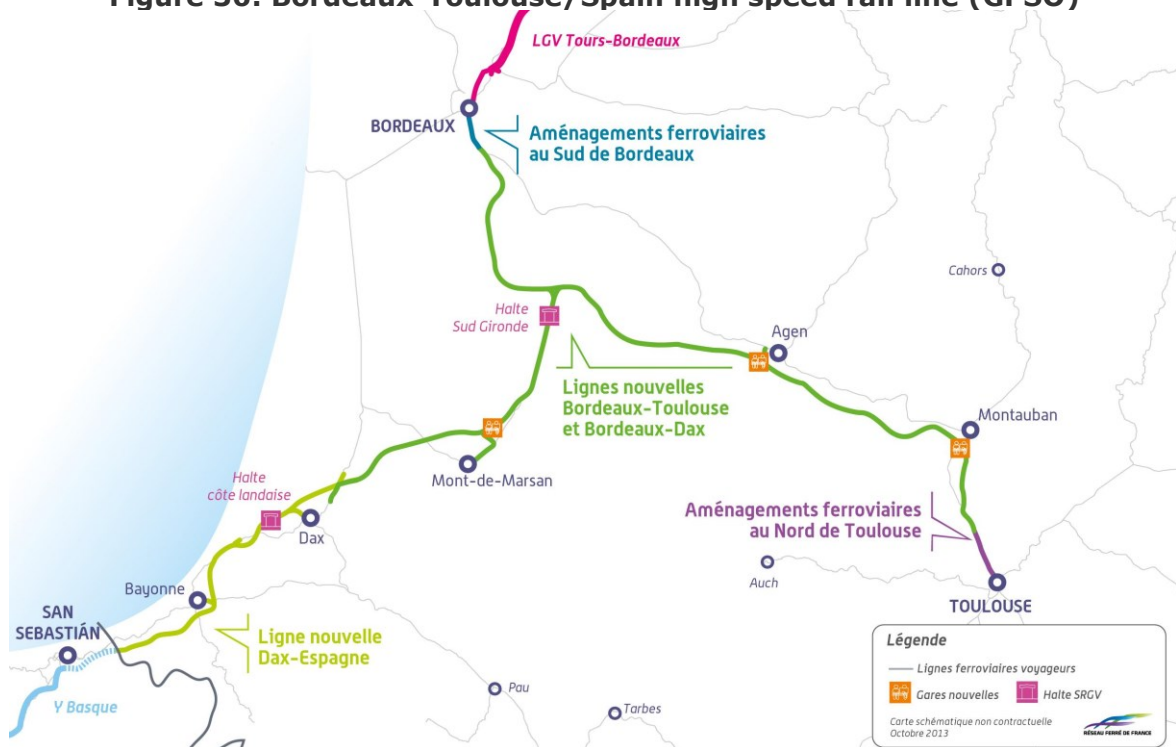 Figure 30: Bordeaux-Toulouse/Spain high speed rail line (GPSO)
LGV Tours-Bordeaux
BORDEAUX
Aménagements ferroviaires
au Sud de Bordeaux
Cahors
Halte
Sud Gironde
Agen
Lignes nouvelles
Bordeaux-Toulouse
et Bordeaux-Dax
Montauban
Mont-de-Marsan
Halte
côte landaise
Aménagements ferroviaires
au Nord de Toulouse
Dax
Auch
Bayonne
TOULOUSE
SAN
SEBASTIÁN
Ligne nouvelle
Dax-Espagne
Pau
Y Basque
Tarbes
Légende
Lignes ferroviaires voyageurs
Gares nouvelles
Halte SRGV
Carte schématique non contractuelle
Octobre 2013
RÉSEAU FERRÉ DE FRANCE